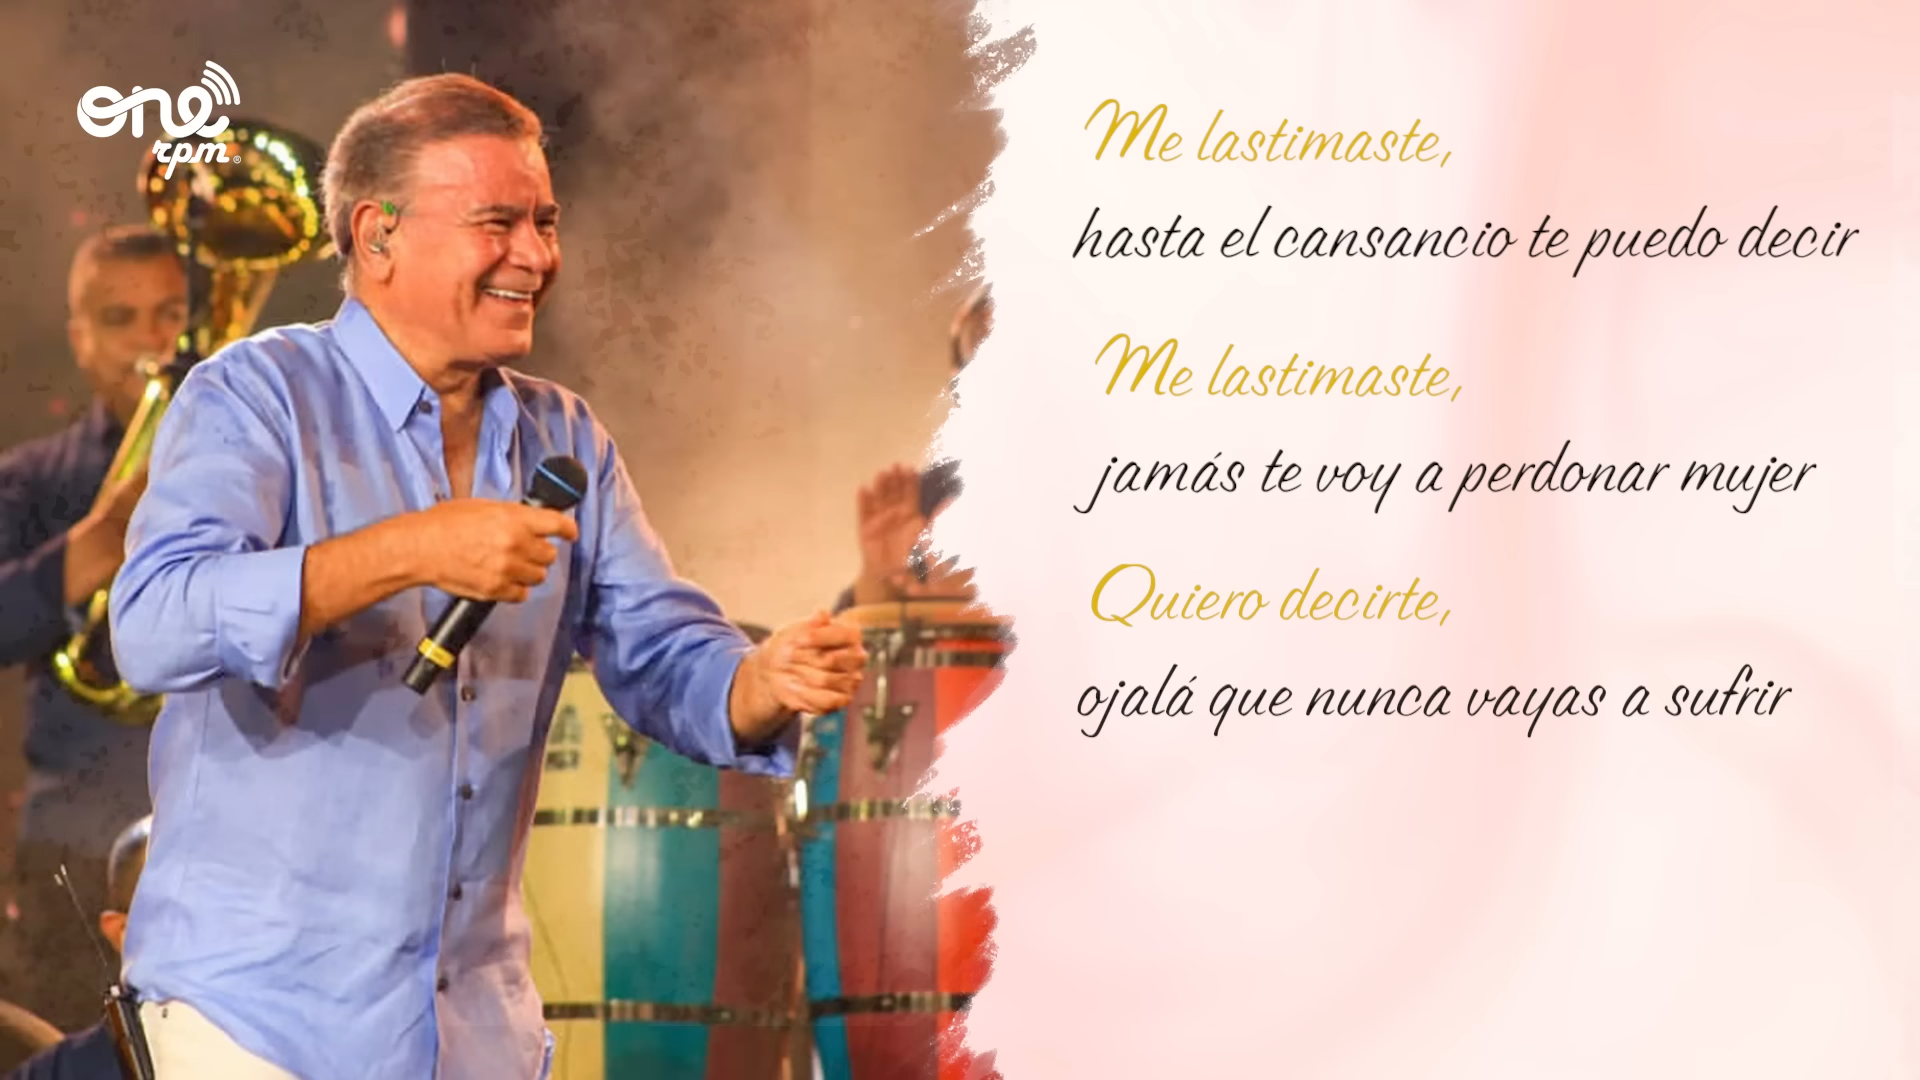 one
rpm®
Me lastimaste,
hasta el cansancio te puedo decir
Me lastimaste,
jamás te voy a perdonar mujer
Quiero decirte,
ojalá que nunca vayas a sufrir